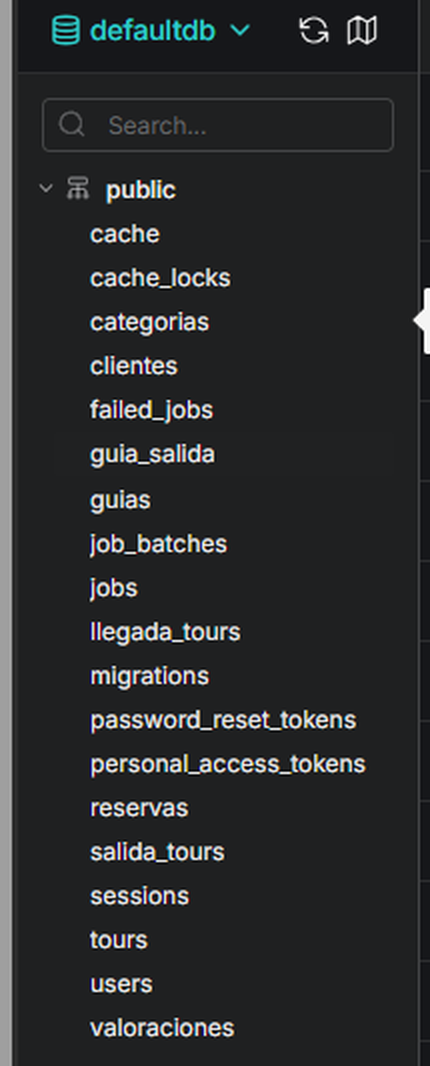 defaultdb
Search...
public
cache
cache_locks
categorias
clientes
failed_jobs
guia_salida
guias
job_batches
jobs
llegada_tours
migrations
password_reset_tokens
personal_access_tokens
reservas
salida_tours
sessions
tours
users
valoraciones